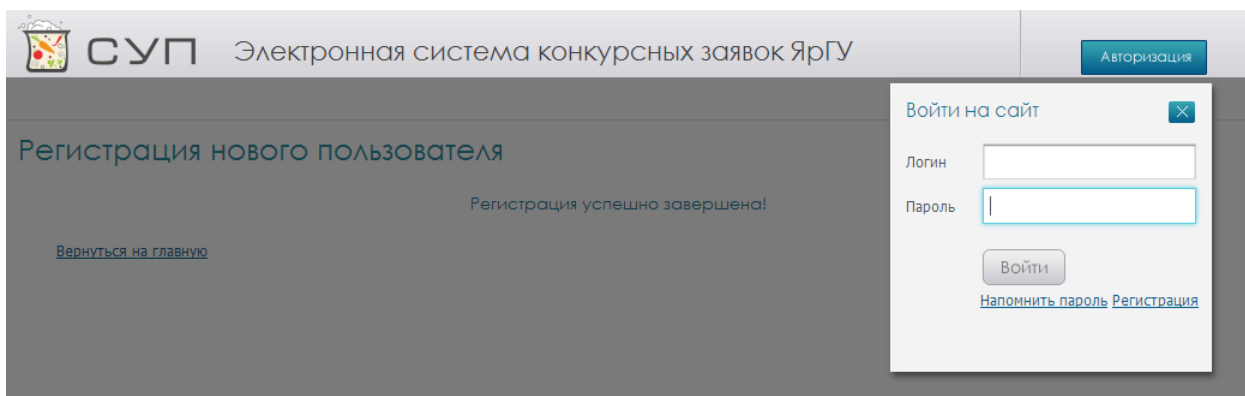 СУП Электронная система конкурсных заявок ЯрГУ
Авторизация
Войти на сайт
Регистрация нового пользователя
Логин
Регистрация успешно завершена!
Пароль
Вернуться на главную
Войти
Напомнить пароль Регистрация